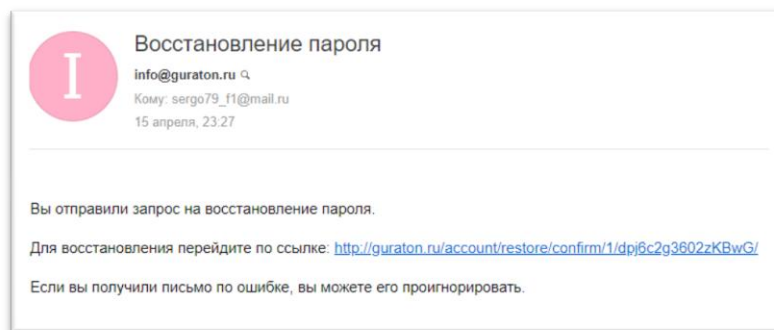 I
Восстановление пароля
info@guraton.ru
Кому: sergo79_f1@mail.ru
15 апреля, 23:27
Вы отправили запрос на восстановление пароля.
Для восстановления перейдите по ссылке: http://guraton.ru/account/restore/confirm/1/dpj6c2g3602zKBwG/
Если вы получили письмо по ошибке, вы можете его проигнорировать.